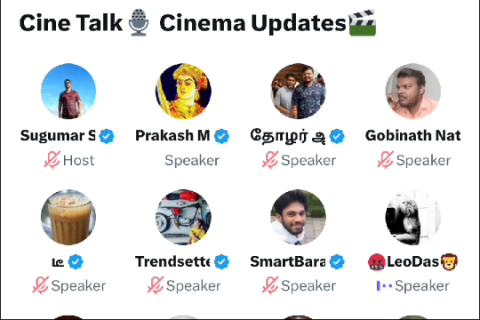 Cine Talk🎙️ Cinema Updates🎬
Sugumar S Prakash M தோழர் ஆ Gobinath Nat
Host Speaker Speaker Speaker
டீ Trendsette SmartBara 😡LeoDas🦁
Speaker Speaker Speaker Speaker